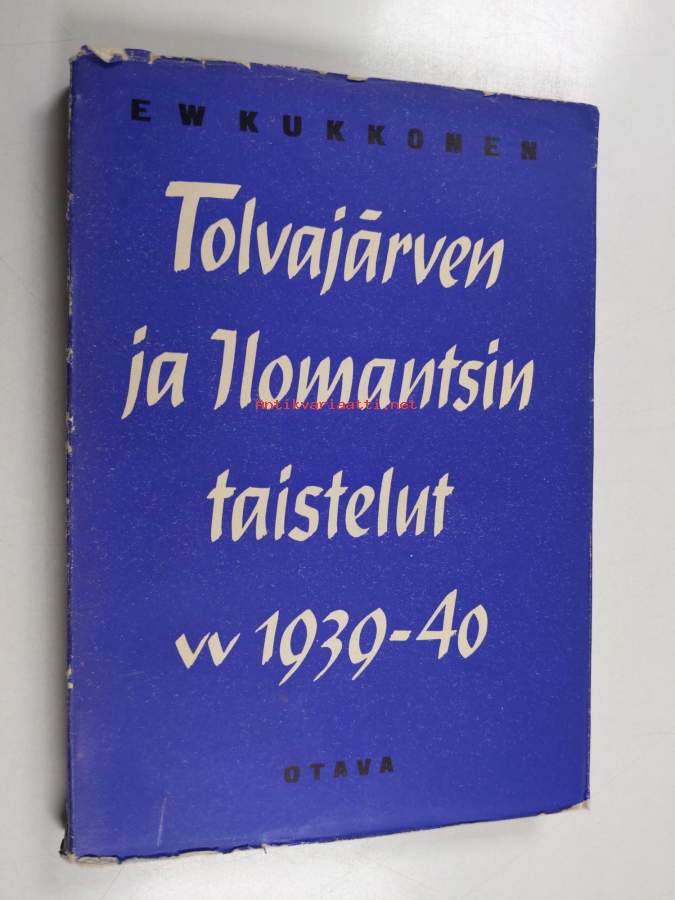 E W KUKKONEN
Tolvajärven
ja Ilomantsin
Antikvariaatti.net
taistelut
vv 1939-40
OTAVA